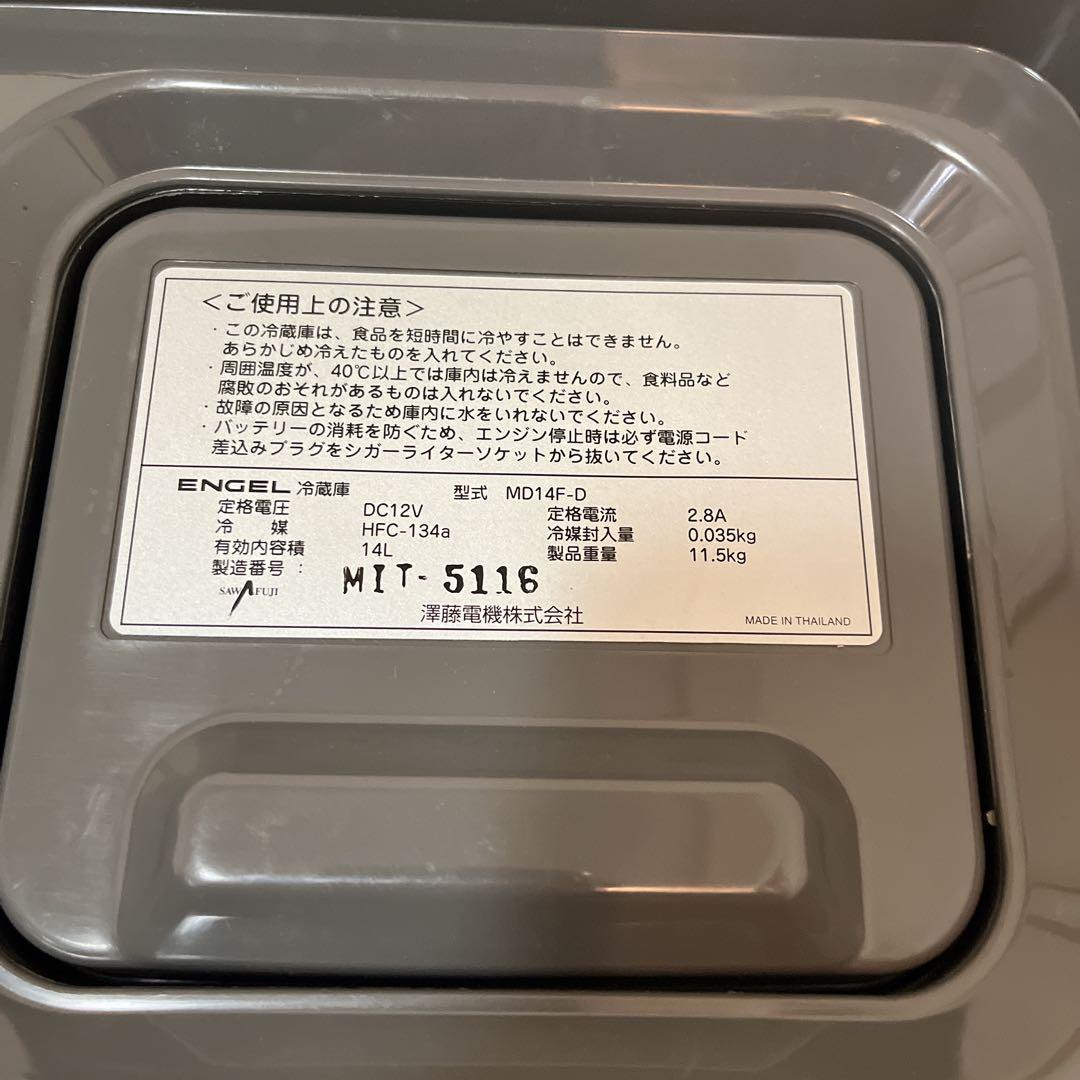 ＜ご使用上の注意＞
・この冷蔵庫は、食品を短時間に冷やすことはできません。
あらかじめ冷えたものを入れてください。
・周囲温度が、40℃以上では庫内は冷えませんので、食料品など
腐敗のおそれがあるものは入れないでください。
・故障の原因となるため庫内に水をいれないでください。
・バッテリーの消耗を防ぐため、エンジン停止時は必ず電源コード
差込みプラグをシガーライターソケットから抜いてください。
ENGEL 冷蔵庫 型式 MD14F-D
定格電圧 DC12V 定格電流 2.8A
冷 媒 HFC-134a 冷媒封入量 0.035kg
有効内容積 14L 製品重量 11.5kg
製造番号： MIT-5116
SAWAFUJI 澤藤電機株式会社 MADE IN THAILAND